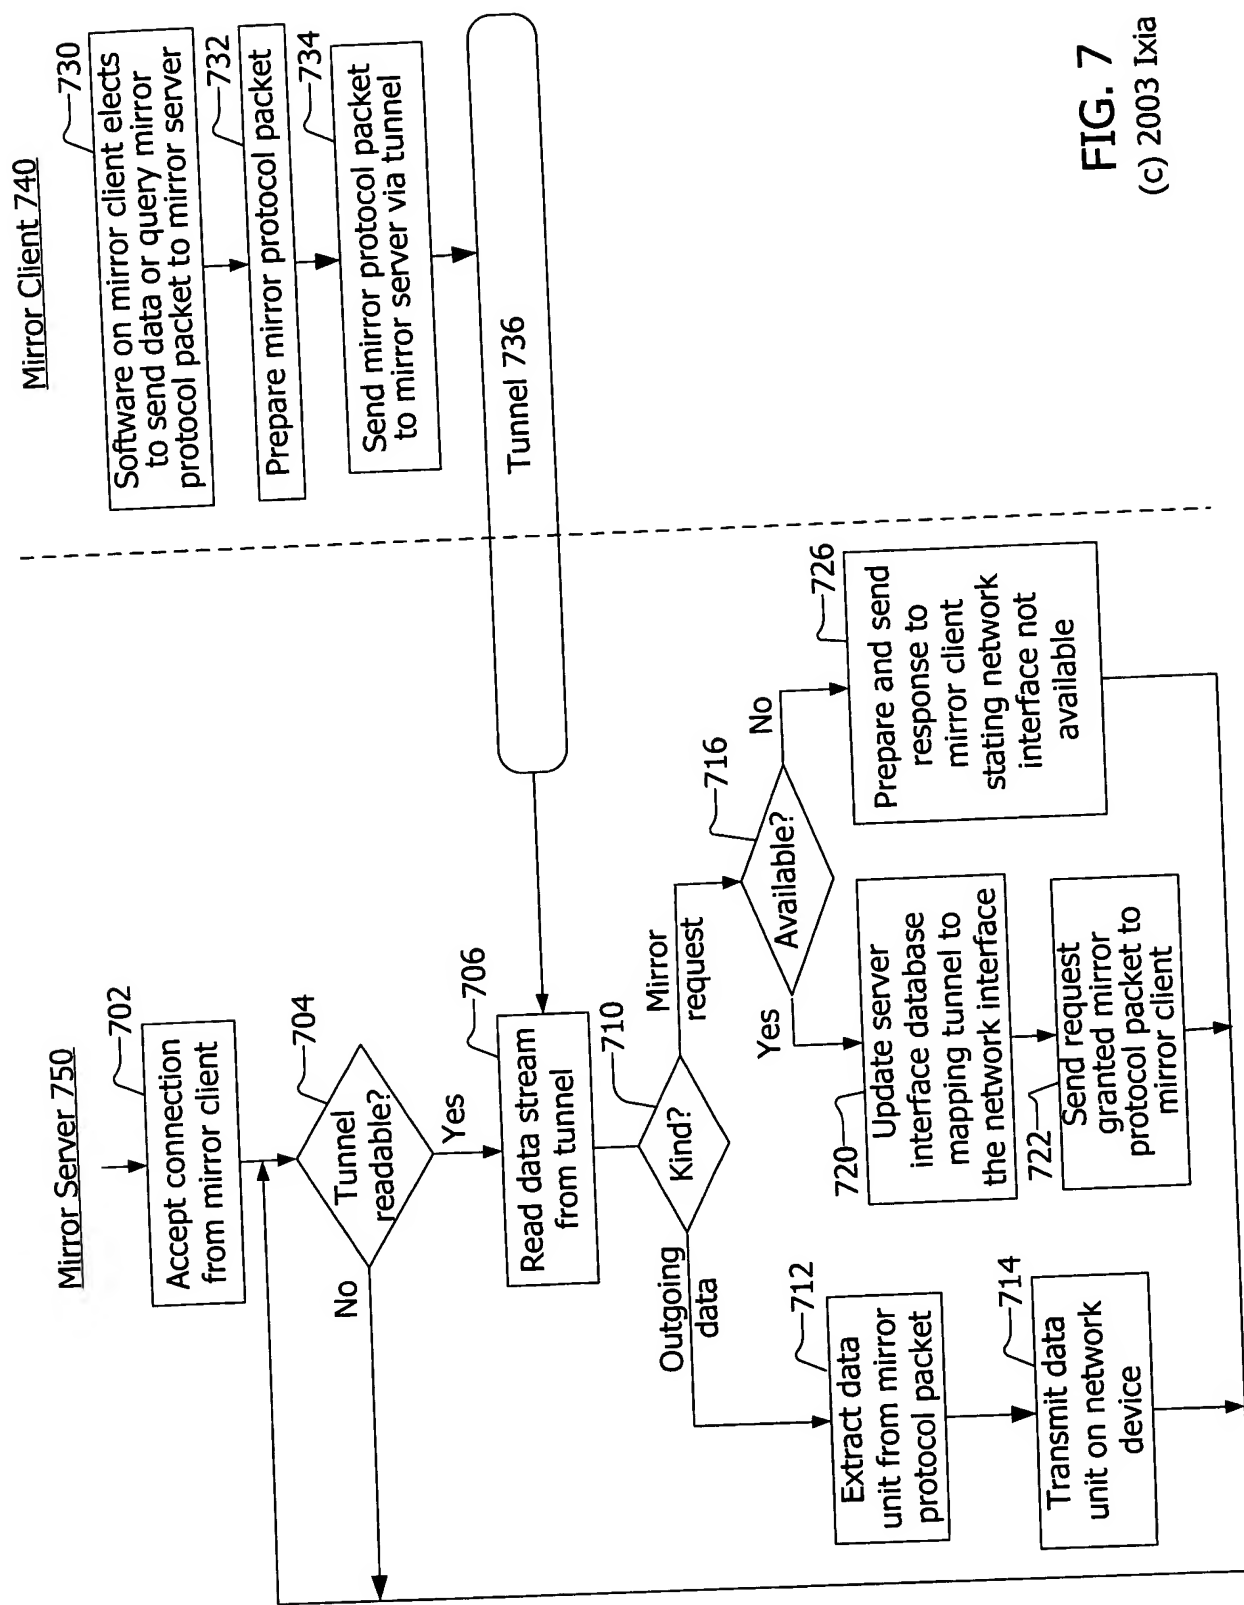 Mirror Server 750
702
Accept connection
from mirror client
704
Tunnel
readable?
No
Yes
706
Read data stream
from tunnel
710
Kind?
Outgoing
data
Mirror
request
712
Extract data
unit from mirror
protocol packet
714
Transmit data
unit on network
device
716
Available?
Yes
No
720
Update server
interface database
mapping tunnel to
the network interface
722
Send request
granted mirror
protocol packet to
mirror client
726
Prepare and send
response to
mirror client
stating network
interface not
available
Mirror Client 740
730
Software on mirror client elects
to send data or query mirror
protocol packet to mirror server
732
Prepare mirror protocol packet
734
Send mirror protocol packet
to mirror server via tunnel
Tunnel 736
FIG. 7
(c) 2003 Ixia